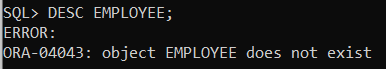 SQL> DESC EMPLOYEE;
ERROR:
ORA-04043: object EMPLOYEE does not exist